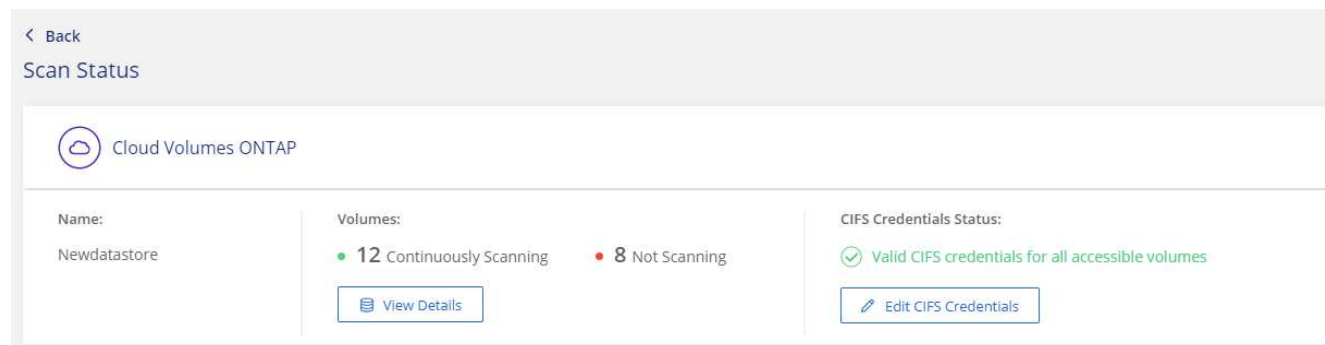 Back
Scan Status
Cloud Volumes ONTAP
Name:
Newdatastore
Volumes:
12 Continuously Scanning
8 Not Scanning
View Details
CIFS Credentials Status:
Valid CIFS credentials for all accessible volumes
Edit CIFS Credentials